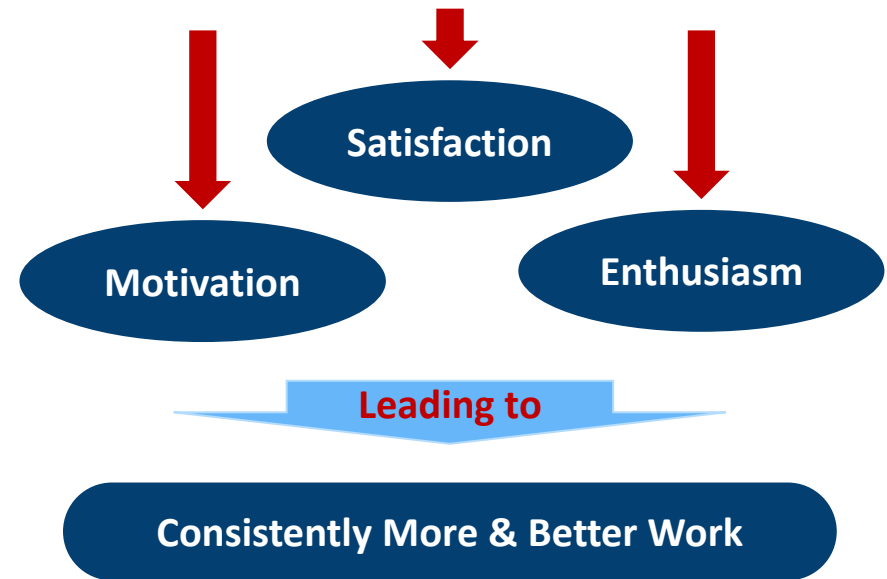 Satisfaction
Motivation
Enthusiasm
Leading to
Consistently More & Better Work